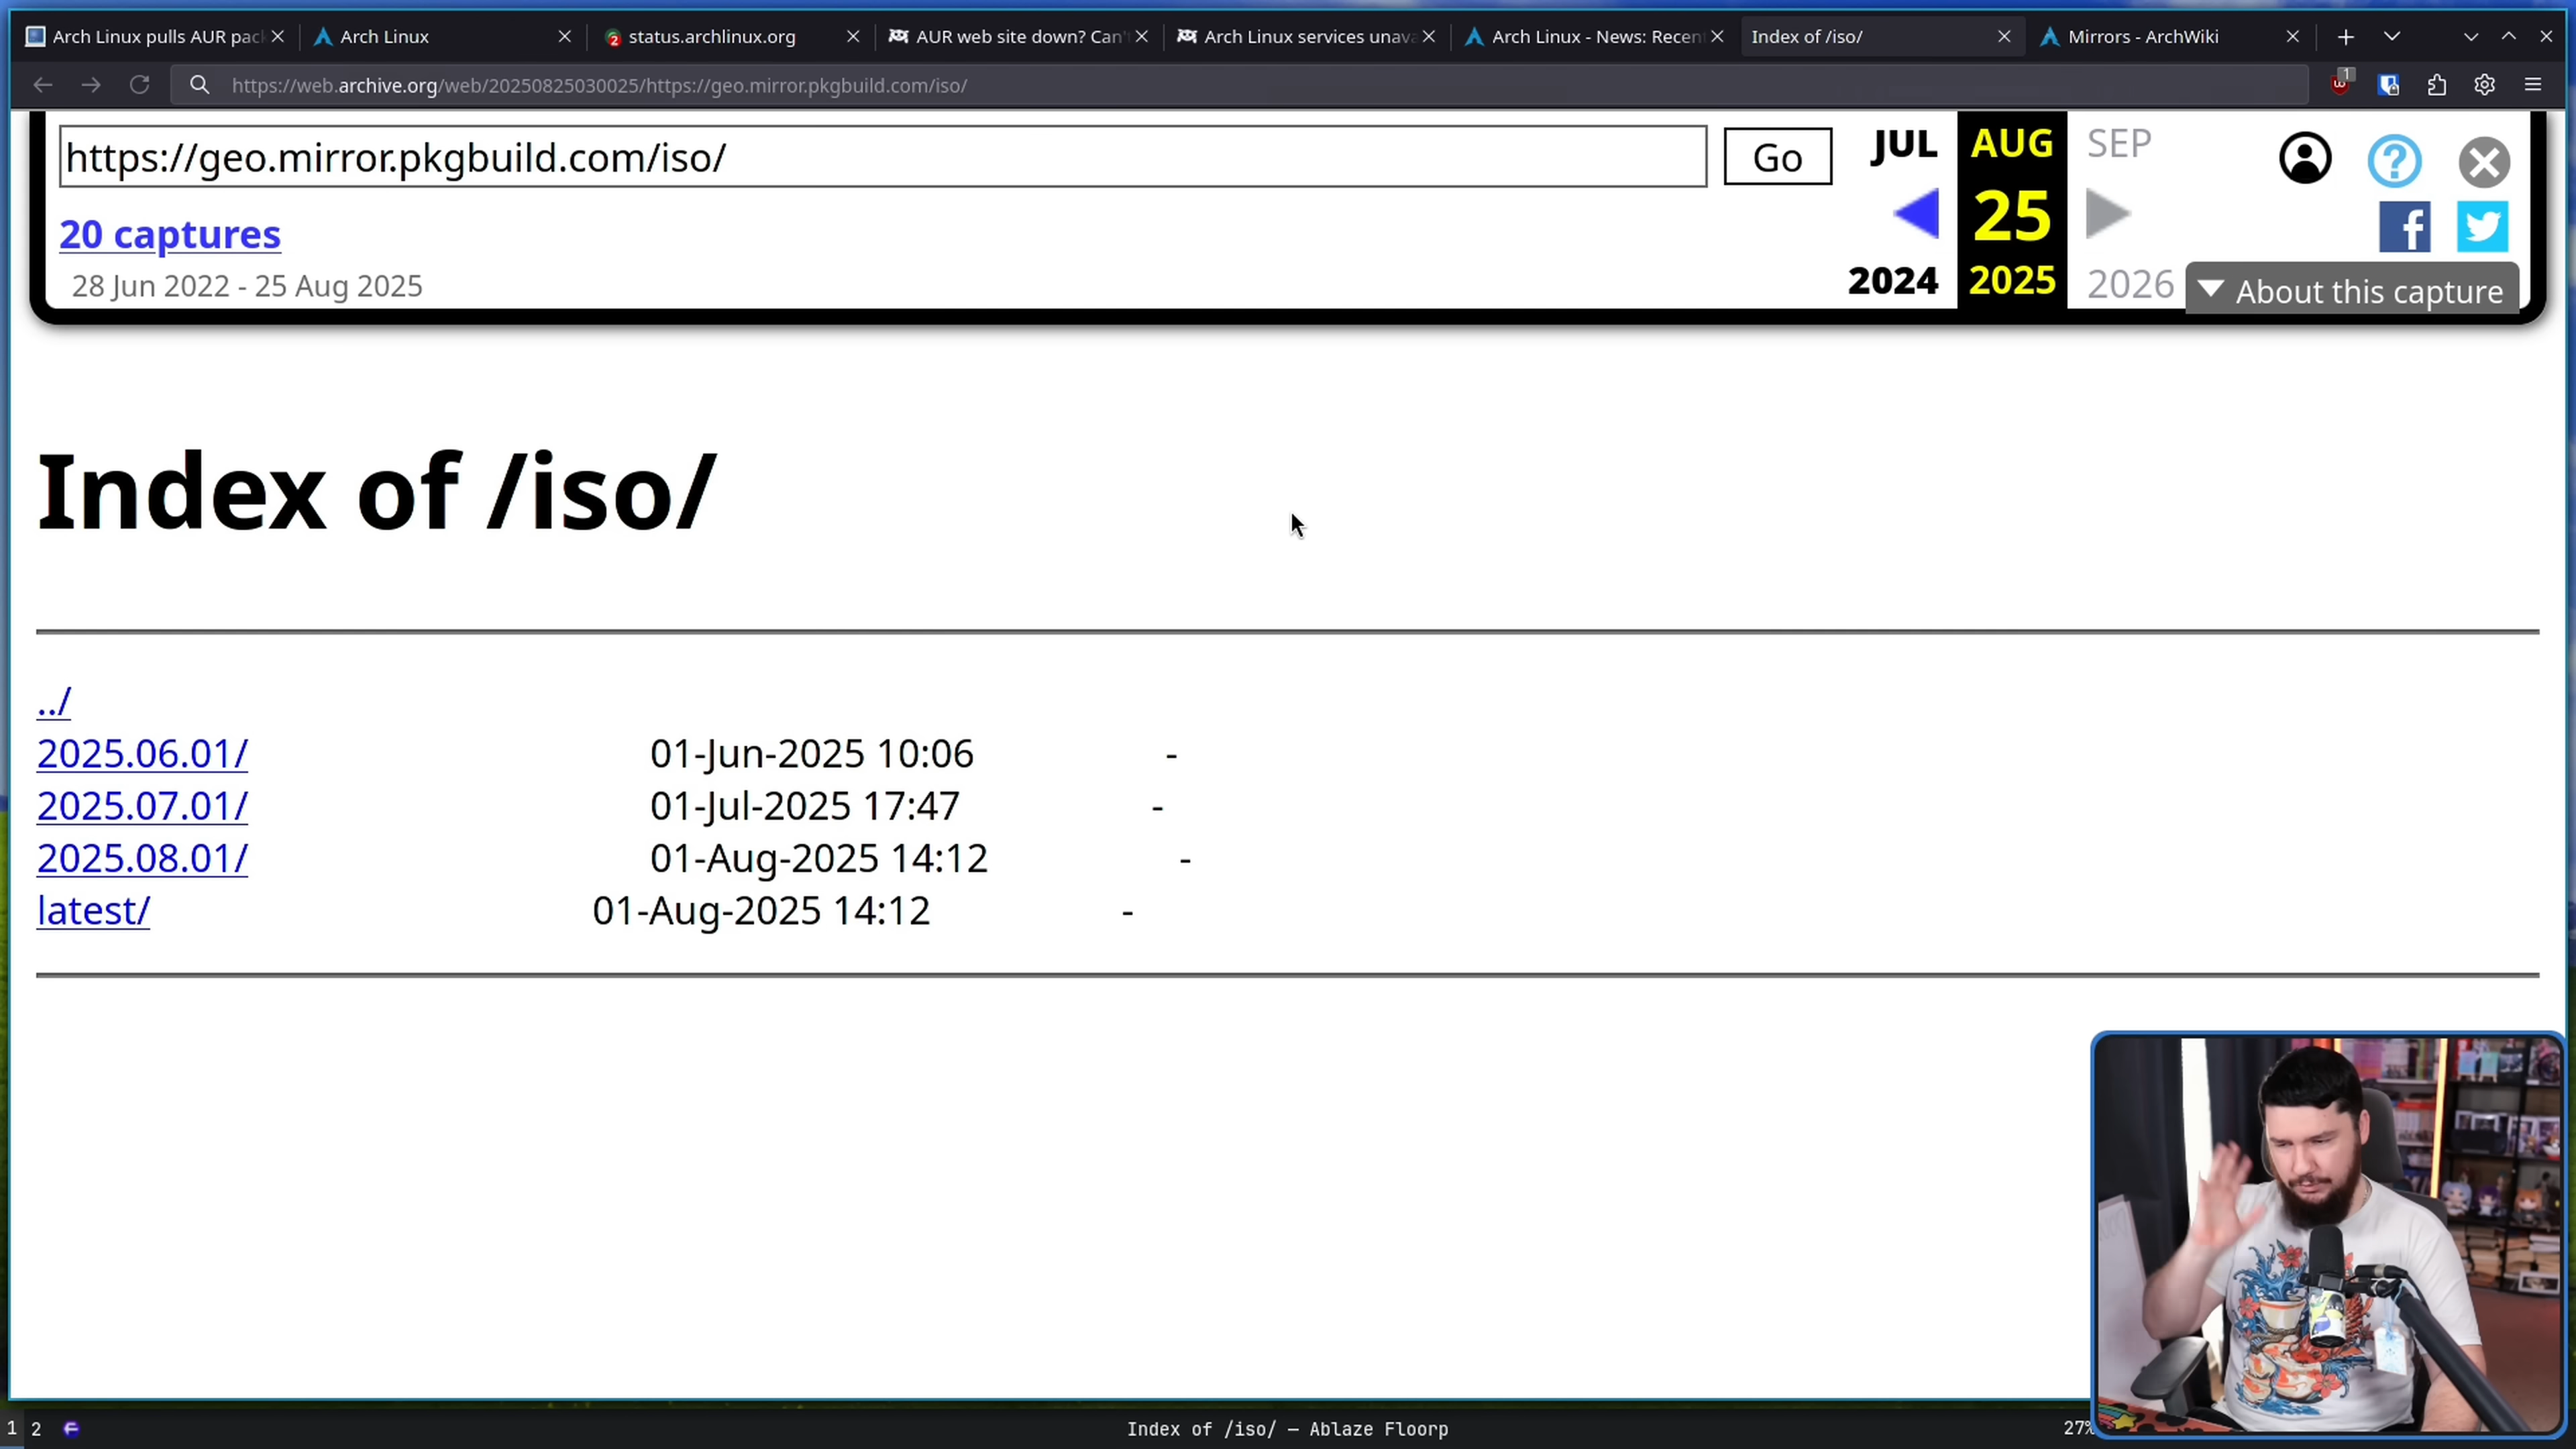 Arch Linux pulls AUR pac
Arch Linux
2 status.archlinux.org
AUR web site down? Can't
Arch Linux services unava
Arch Linux - News: Recent
Index of /iso/
Mirrors - ArchWiki
https://web.archive.org/web/20250825030025/https://geo.mirror.pkgbuild.com/iso/
1
https://geo.mirror.pkgbuild.com/iso/
Go
JUL AUG SEP
20 captures
25
28 Jun 2022 - 25 Aug 2025
2024 2025 2026
About this capture
Index of /iso/
../
2025.06.01/ 01-Jun-2025 10:06 -
2025.07.01/ 01-Jul-2025 17:47 -
2025.08.01/ 01-Aug-2025 14:12 -
latest/ 01-Aug-2025 14:12 -
1 2
Index of /iso/ — Ablaze Floorp
27%